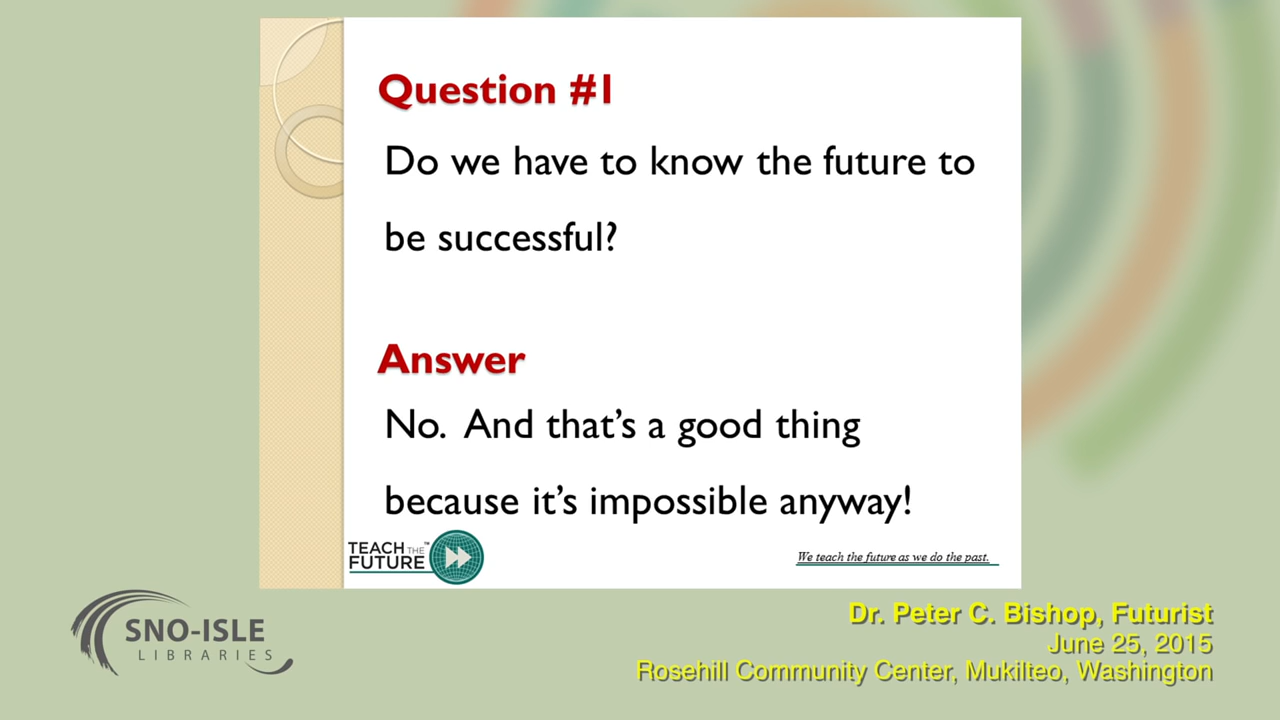 Question #1
Do we have to know the future to
be successful?
Answer
No. And that's a good thing
because it's impossible anyway!
TEACH THE™
FUTURE
We teach the future as we do the past.
SNO-ISLE
LIBRARIES
Dr. Peter C. Bishop, Futurist
June 25, 2015
Rosehill Community Center, Mukilteo, Washington